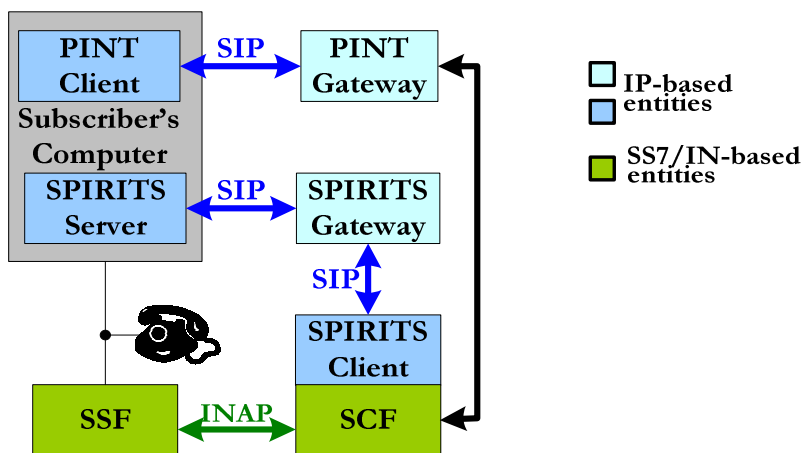 PINT
Client
SIP
PINT
Gateway
Subscriber's
Computer
SPIRITS
Server
SIP
SPIRITS
Gateway
SIP
SPIRITS
Client
SSF
INAP
SCF
IP-based
entities
SS7/IN-based
entities